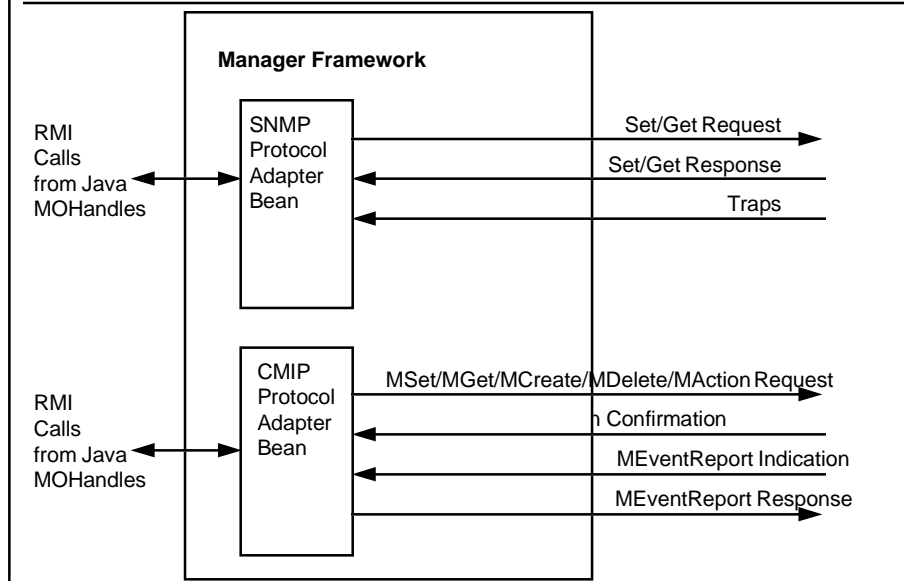 Manager Framework
RMI
Calls
from Java
MOHandles
SNMP
Protocol
Adapter
Bean
Set/Get Request
Set/Get Response
Traps
RMI
Calls
from Java
MOHandles
CMIP
Protocol
Adapter
Bean
MSet/MGet/MCreate/MDelete/MAction Request
Confirmation
MEventReport Indication
MEventReport Response